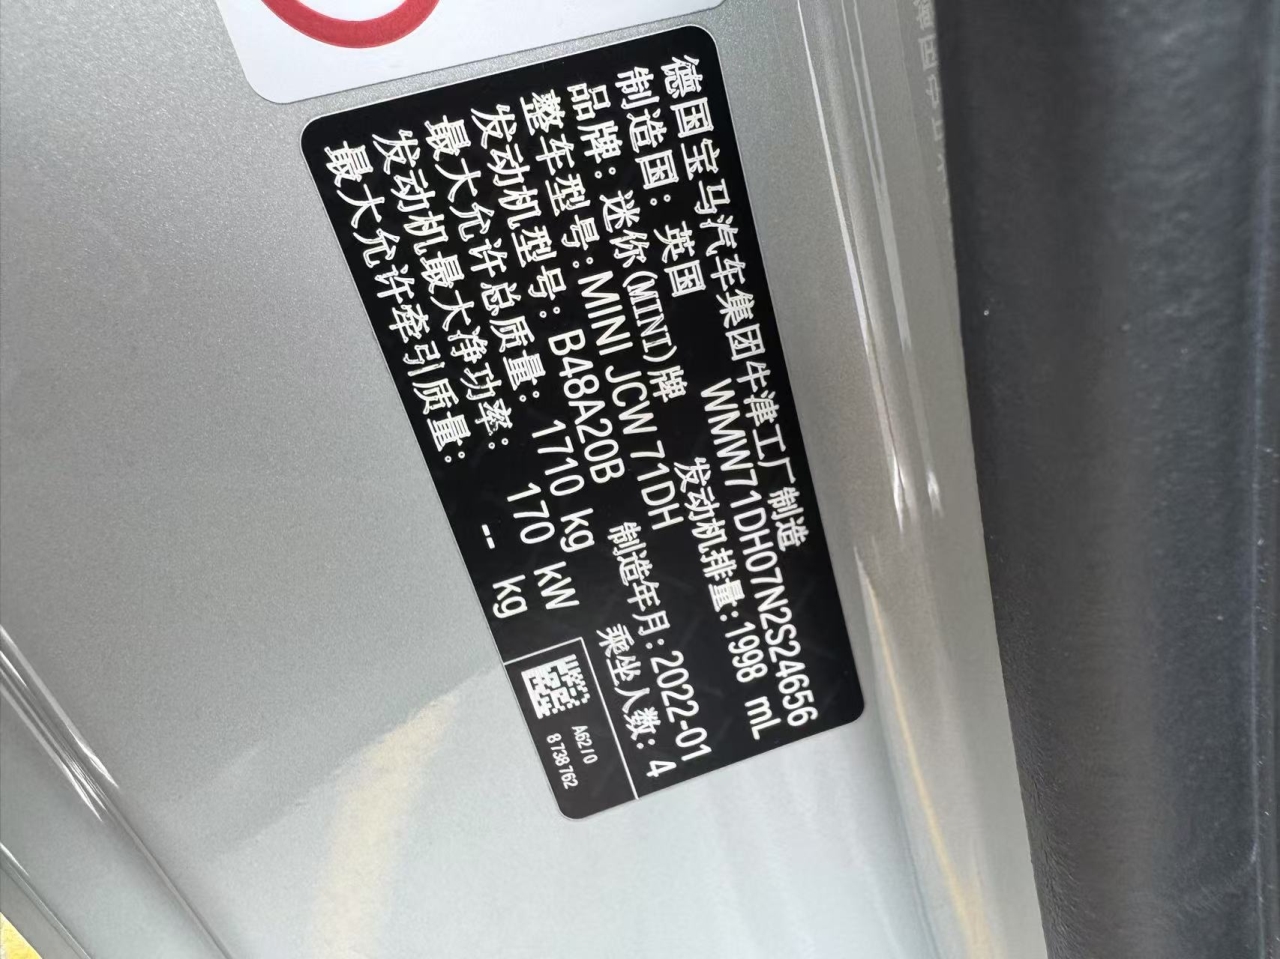 德国宝马汽车集团牛津工厂制造
制造国: 英国 WMW71DH07N2S24656
品牌: 迷你(MINI)牌 发动机排量: 1998 mL
整车型号: MINI JCW 71DH
发动机型号: B48A20B 制造年月: 2022-01
最大允许总质量: 1710 kg 乘坐人数: 4
发动机最大净功率: 170 kW
最大允许牵引质量: -- kg
A62/0
8738762